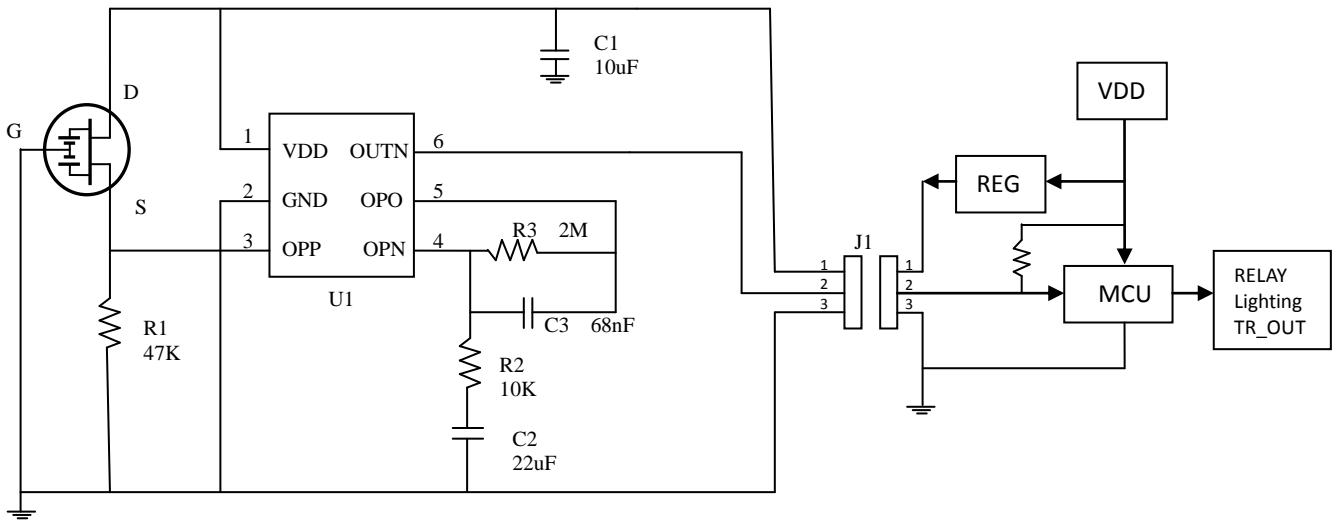 C1
10uF
VDD
D
G
1
VDD
OUTN
6
REG
2
GND
OPO
5
S
R3
2M
3
OPP
OPN
4
J1
1
1
2
2
3
3
MCU
RELAY
Lighting
TR_OUT
U1
C3
68nF
R1
47K
R2
10K
C2
22uF